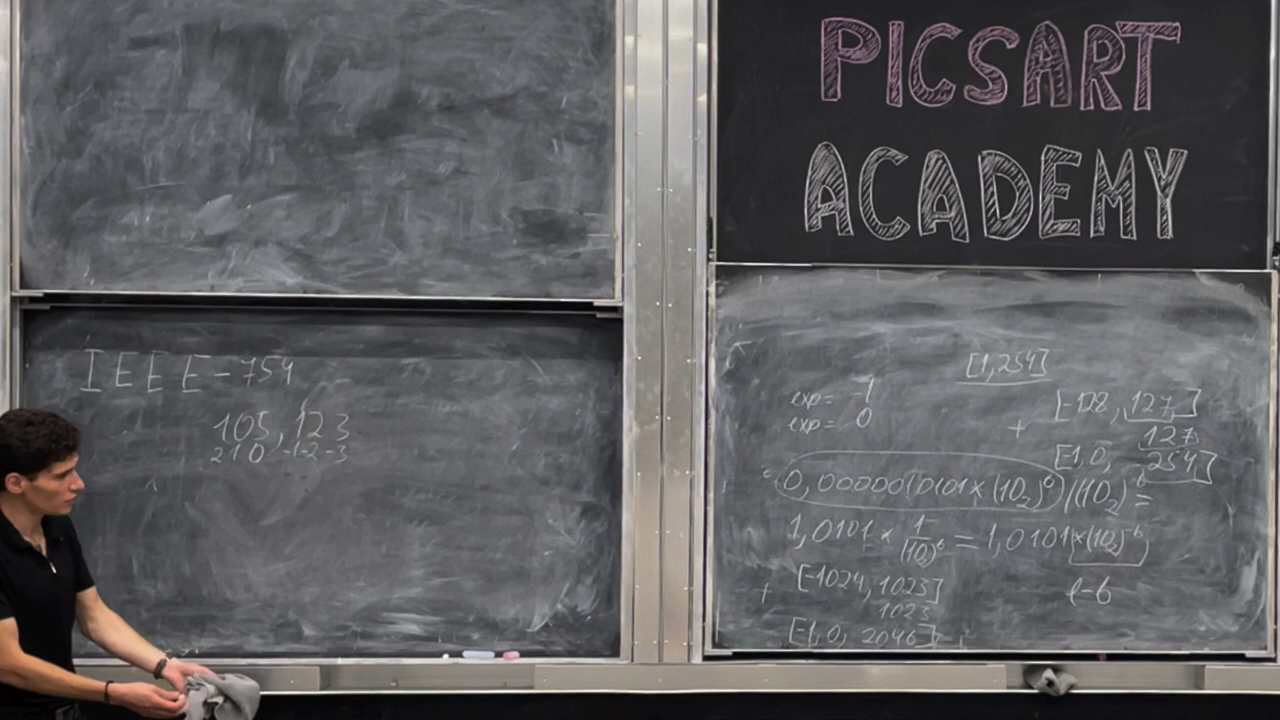 PICSART
ACADEMY
IEEE-754
105,123
210 -1-2-3
[1,254]
exp= -1
exp= 0
[-128, 127]
+ 127
[-1,0, 254]
0,0000010101×(10₂)⁶/(10₂)⁶=
1,0101 × 1/(10₂)⁶ = 1,0101×(10₂)⁻⁶
+ [-1024, 1023]
1023
[-1,0, 2046]